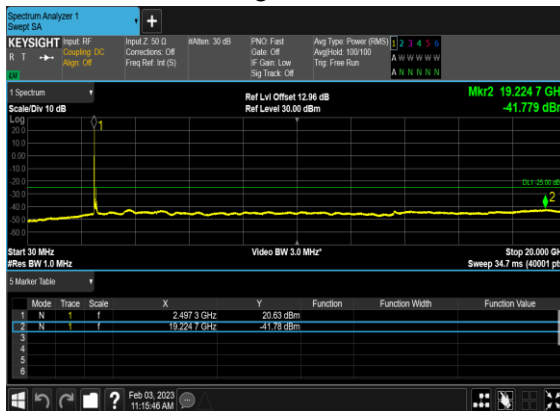 Spectrum Analyzer 1
Swept SA
+
KEYSIGHT Input: RF Input Z: 50 Ω #Atten: 30 dB PNO: Fast Avg Type: Power (RMS) 1 2 3 4 5 6
R T Coupling: DC Corrections: Off Gate: Off Avg|Hold: 100/100 A W W W W W
Align: Off Freq Ref: Int (S) IF Gain: Low Trig: Free Run
Sig Track: Off A N N N N N
1 Spectrum Ref Lvl Offset 12.96 dB Mkr2 19.224 7 GH
Scale/Div 10 dB Ref Level 30.00 dBm -41.779 dB
Log
1
20.0
10.0
0.00
-10.0
-20.0
DL1 -25.00 dB
-30.0
2
-40.0
-50.0
-60.0
Start 30 MHz Video BW 3.0 MHz* Stop 20.000 GH
#Res BW 1.0 MHz Sweep 34.7 ms (40001 pt
5 Marker Table
Mode Trace Scale X Y Function Function Width Function Value
1 N 1 f 2.497 3 GHz 20.63 dBm
2 N 1 f 19.224 7 GHz -41.78 dBm
3
4
5
6
? Feb 03, 2023
11:15:46 AM